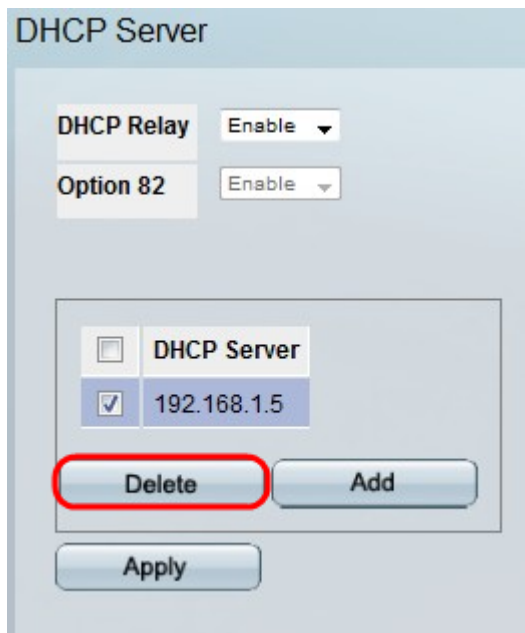 DHCP Server
DHCP Relay Enable
Option 82 Enable
DHCP Server
192.168.1.5
Delete Add
Apply